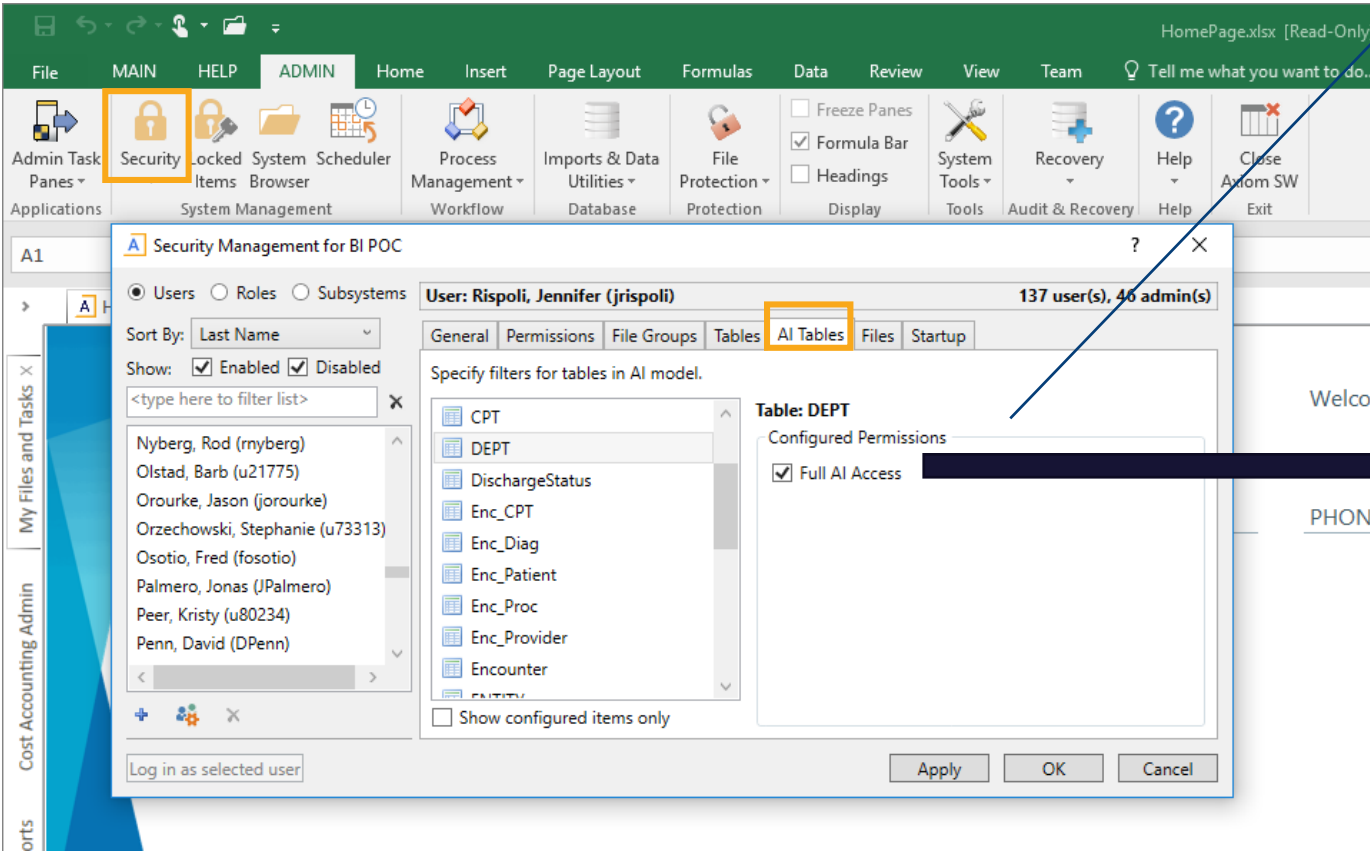 HomePage.xlsx [Read-Only
File MAIN HELP ADMIN Home Insert Page Layout Formulas Data Review View Team Tell me what you want to do..
Admin Task Panes
Security
Locked Items
System Browser
Scheduler
Process Management
Imports & Data Utilities
File Protection
Freeze Panes
Formula Bar
Headings
System Tools
Recovery
Help
Close Axiom SW
Applications System Management Workflow Database Protection Display Tools Audit & Recovery Help Exit
A1
A Security Management for BI POC ? ×
A H
Users Roles Subsystems
Sort By: Last Name
Show: Enabled Disabled
<type here to filter list>
Nyberg, Rod (rnyberg)
Olstad, Barb (u21775)
Orourke, Jason (jorourke)
Orzechowski, Stephanie (u73313)
Osotio, Fred (fosotio)
Palmero, Jonas (JPalmero)
Peer, Kristy (u80234)
Penn, David (DPenn)
Log in as selected user
User: Rispoli, Jennifer (jrispoli) 137 user(s), 46 admin(s)
General Permissions File Groups Tables AI Tables Files Startup
Specify filters for tables in AI model.
CPT
DEPT
DischargeStatus
Enc_CPT
Enc_Diag
Enc_Patient
Enc_Proc
Enc_Provider
Encounter
ENTITY
Show configured items only
Table: DEPT
Configured Permissions
Full AI Access
Apply OK Cancel
My Files and Tasks
Cost Accounting Admin
orts
Welco
PHON